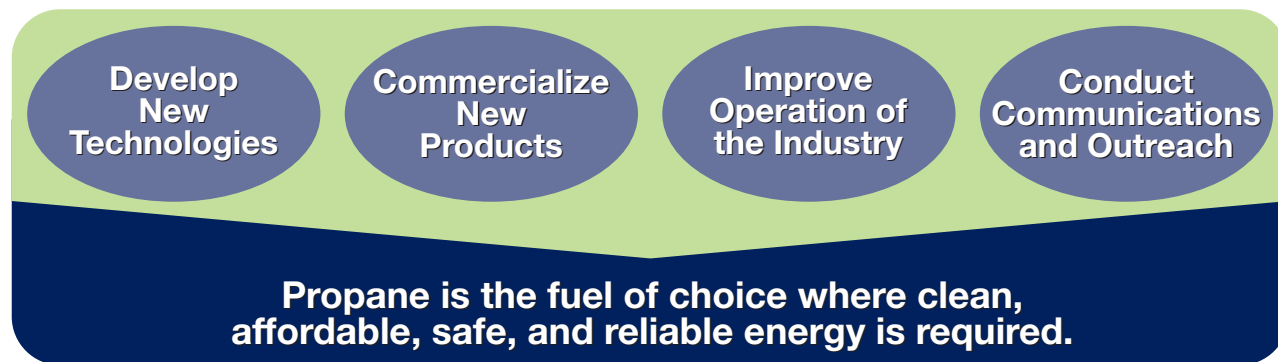 Develop
New
Technologies
Commercialize
New
Products
Improve
Operation of
the Industry
Conduct
Communications
and Outreach
Propane is the fuel of choice where clean,
affordable, safe, and reliable energy is required.